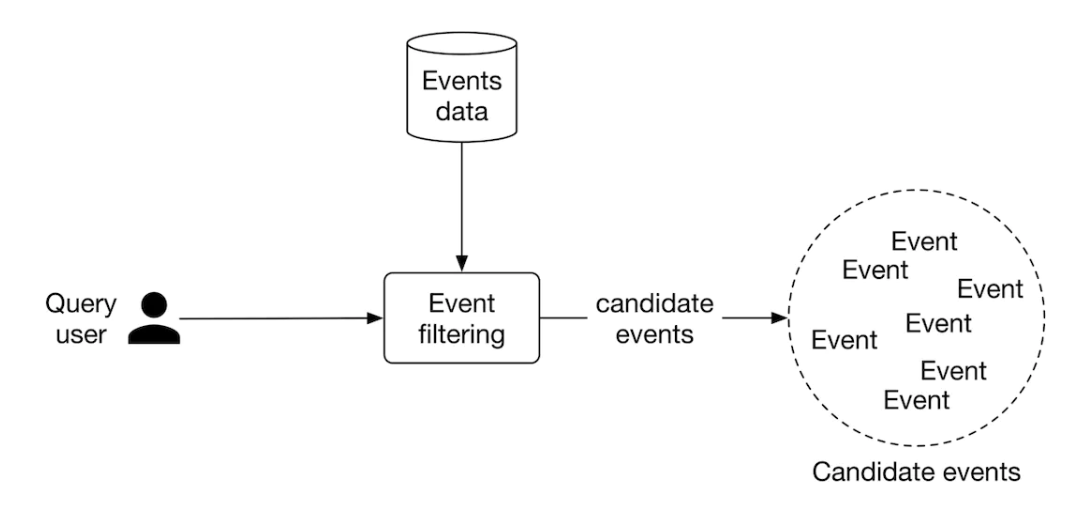 Events
data
Query
user
Event
filtering
candidate
events
Event
Event
Event
Event
Event
Event
Event
Candidate events